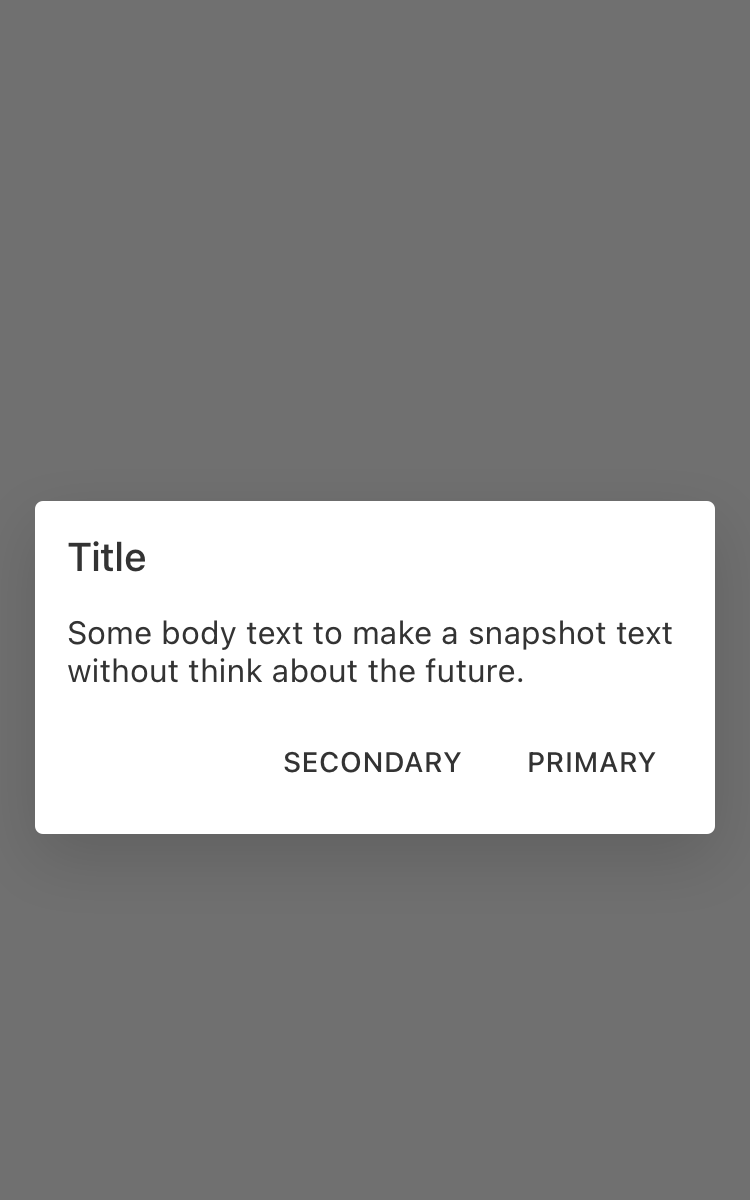 Title
Some body text to make a snapshot text
without think about the future.
SECONDARY PRIMARY